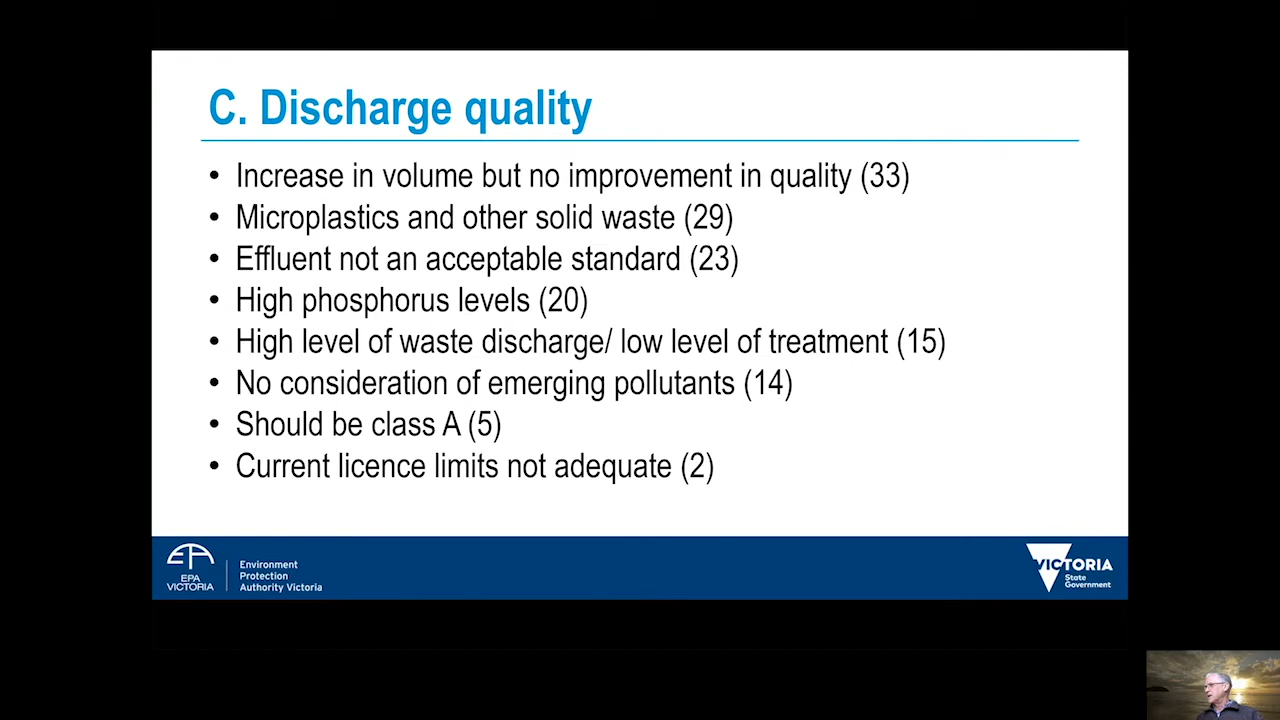 C. Discharge quality
• Increase in volume but no improvement in quality (33)
• Microplastics and other solid waste (29)
• Effluent not an acceptable standard (23)
• High phosphorus levels (20)
• High level of waste discharge/ low level of treatment (15)
• No consideration of emerging pollutants (14)
• Should be class A (5)
• Current licence limits not adequate (2)
EPA
VICTORIA
Environment
Protection
Authority Victoria
VICTORIA
State
Government